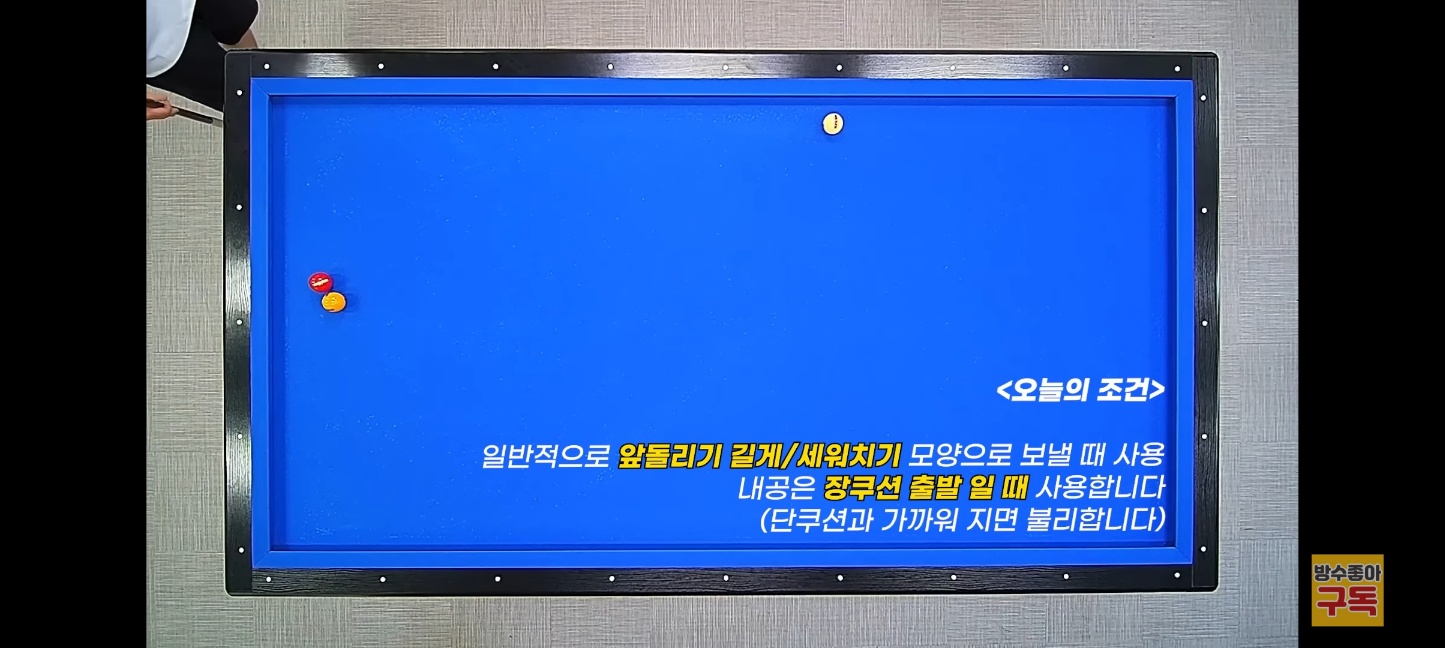 <오늘의 조건>
일반적으로 앞돌리기 길게/세워치기 모양으로 보낼 때 사용
내공은 장쿠션 출발 일 때 사용합니다
(단쿠션과 가까워 지면 불리합니다)
방수좋아
구독